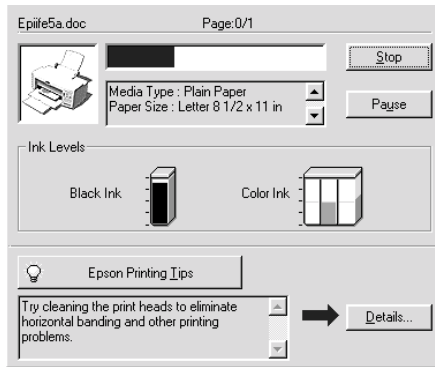 Epiife5a.doc Page:0/1
Stop
Media Type : Plain Paper
Paper Size : Letter 8 1/2 x 11 in
Pause
Ink Levels
Black Ink Color Ink
Epson Printing Tips
Try cleaning the print heads to eliminate
horizontal banding and other printing
problems.
Details...